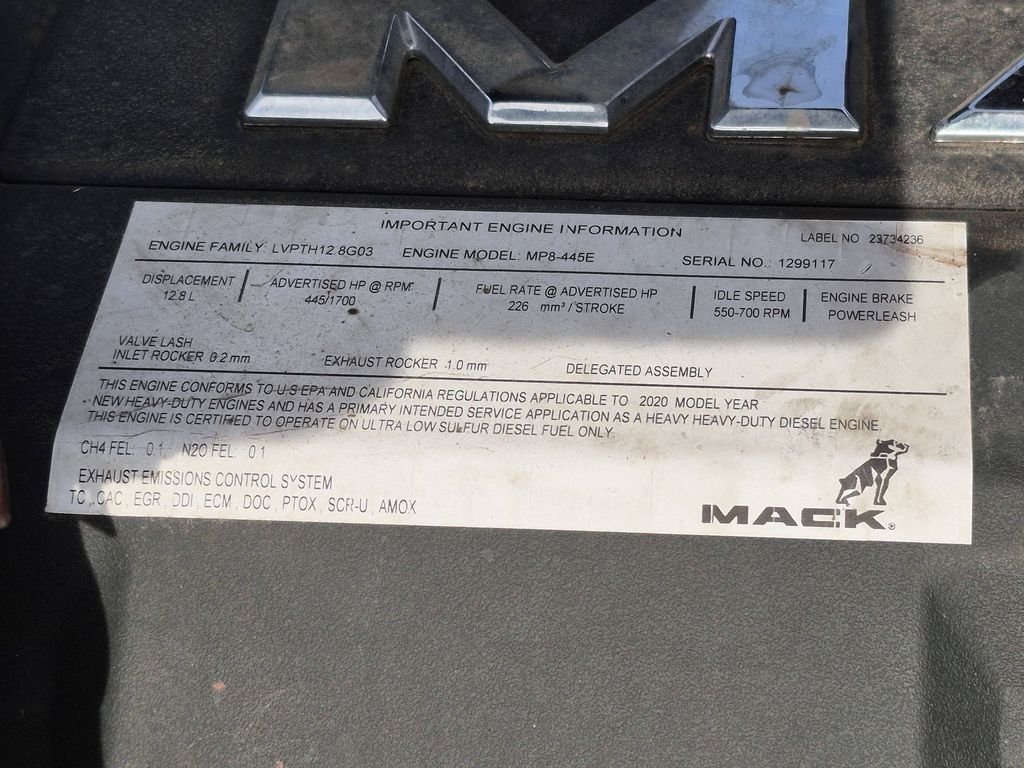 M
IMPORTANT ENGINE INFORMATION
LABEL NO 23734236
ENGINE FAMILY: LVPTH12.8G03 ENGINE MODEL: MP8-445E SERIAL NO.: 1299117
DISPLACEMENT ADVERTISED HP @ RPM FUEL RATE @ ADVERTISED HP IDLE SPEED ENGINE BRAKE
12.8 L 445/1700 226 mm³ / STROKE 550-700 RPM POWERLEASH
VALVE LASH
INLET ROCKER 0.2 mm EXHAUST ROCKER 1.0 mm DELEGATED ASSEMBLY
THIS ENGINE CONFORMS TO U.S EPA AND CALIFORNIA REGULATIONS APPLICABLE TO 2020 MODEL YEAR
NEW HEAVY-DUTY ENGINES AND HAS A PRIMARY INTENDED SERVICE APPLICATION AS A HEAVY HEAVY-DUTY DIESEL ENGINE.
THIS ENGINE IS CERTIFIED TO OPERATE ON ULTRA LOW SULFUR DIESEL FUEL ONLY.
CH4 FEL: 0.1, N2O FEL: 0.1
EXHAUST EMISSIONS CONTROL SYSTEM
TC , CAC , EGR , DDI , ECM , DOC , PTOX , SCR-U , AMOX
MACK®